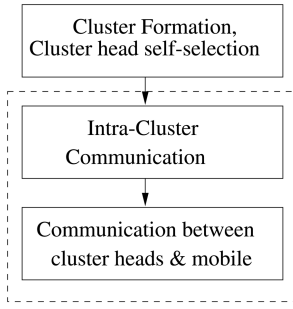 Cluster Formation,
Cluster head self-selection
Intra-Cluster
Communication
Communication between
cluster heads & mobile